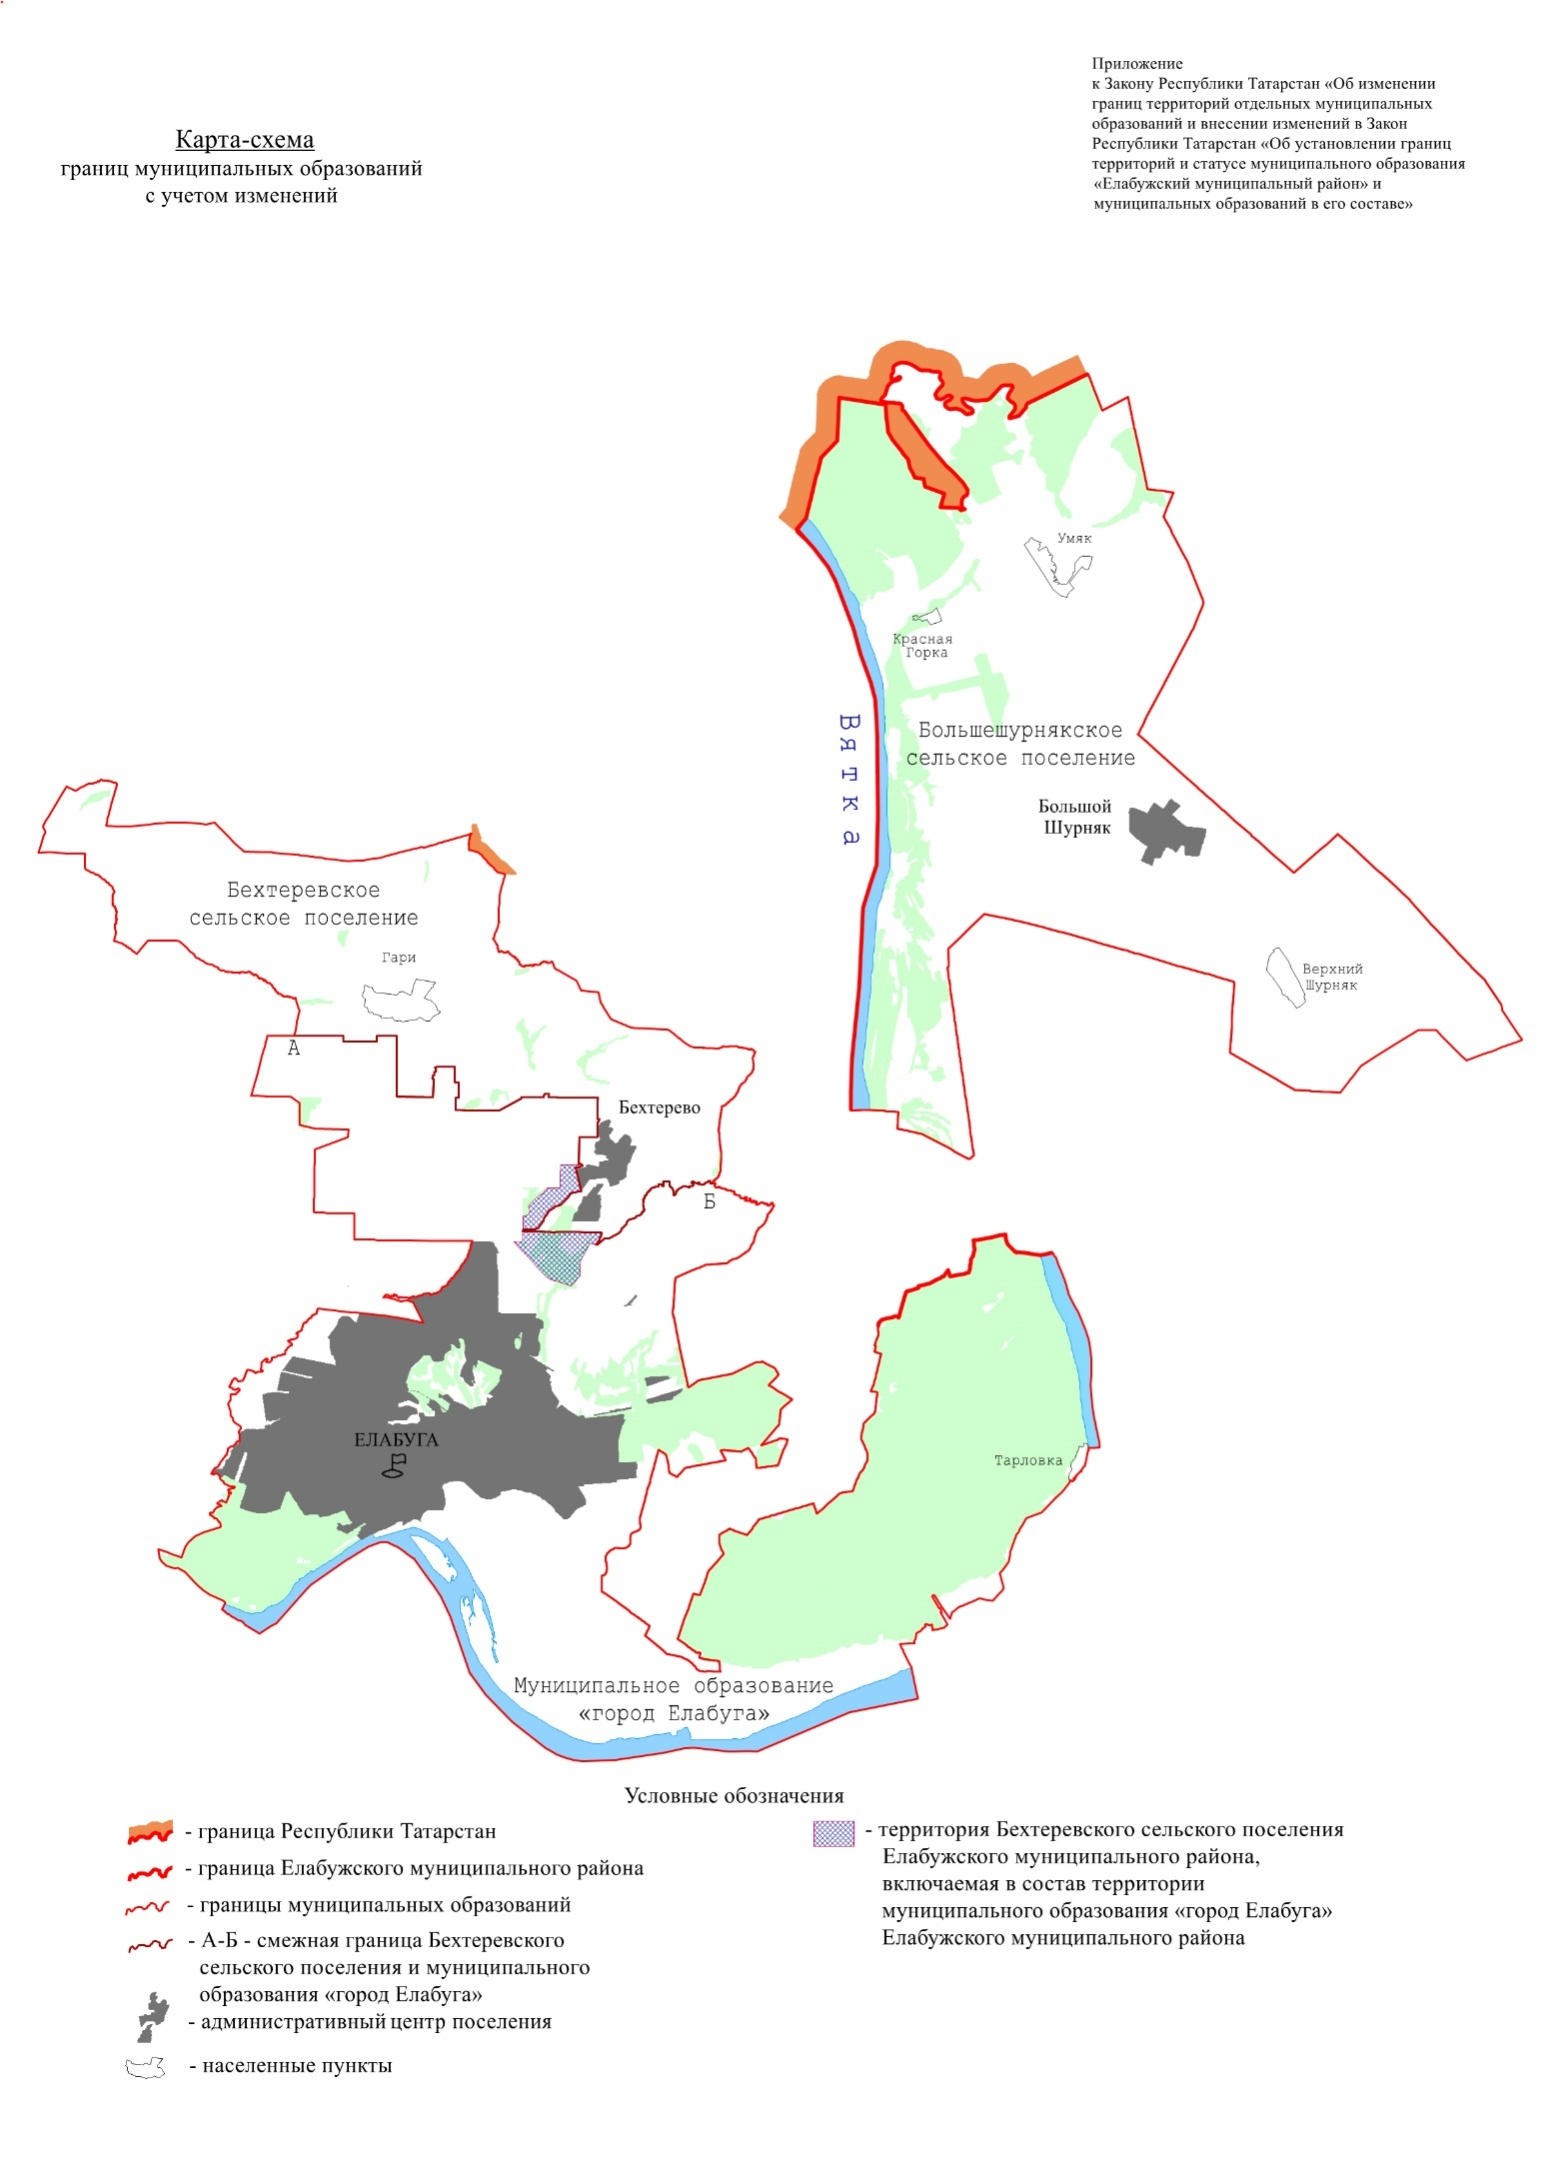 Приложение
к Закону Республики Татарстан «Об изменении
границ территорий отдельных муниципальных
образований и внесении изменений в Закон
Республики Татарстан «Об установлении границ
территорий и статусе муниципального образования
«Елабужский муниципальный район» и
муниципальных образований в его составе»
Карта-схема
границ муниципальных образований
с учетом изменений
Умяк
Красная
Горка
Вятка
Большешурнякское
сельское поселение
Большой
Шурняк
Верхний
Шурняк
Бехтеревское
сельское поселение
Гари
А
Бехтерево
Б
ЕЛАБУГА
Тарловка
Муниципальное образование
«город Елабуга»
Условные обозначения
- граница Республики Татарстан
- граница Елабужского муниципального района
- границы муниципальных образований
- А-Б - смежная граница Бехтеревского
сельского поселения и муниципального
образования «город Елабуга»
- административный центр поселения
- населенные пункты
- территория Бехтеревского сельского поселения
Елабужского муниципального района,
включаемая в состав территории
муниципального образования «город Елабуга»
Елабужского муниципального района